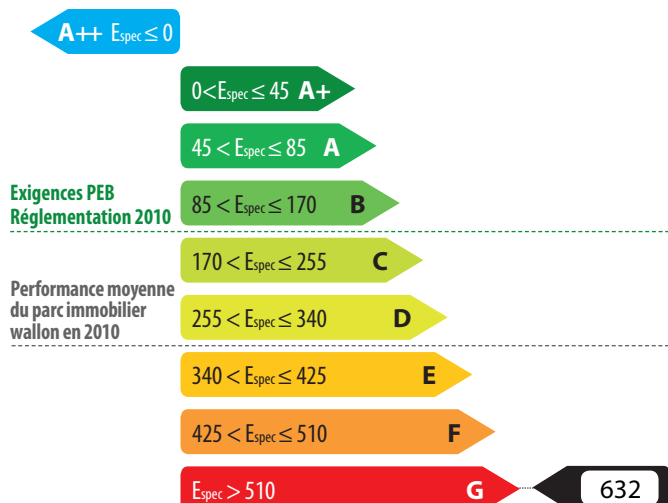 A++ Espec ≤ 0
0<Espec ≤ 45 A+
45 < Espec ≤ 85 A
Exigences PEB
Réglementation 2010
85 < Espec ≤ 170 B
170 < Espec ≤ 255 C
Performance moyenne
du parc immobilier
wallon en 2010
255 < Espec ≤ 340 D
340 < Espec ≤ 425 E
425 < Espec ≤ 510 F
Espec > 510 G 632